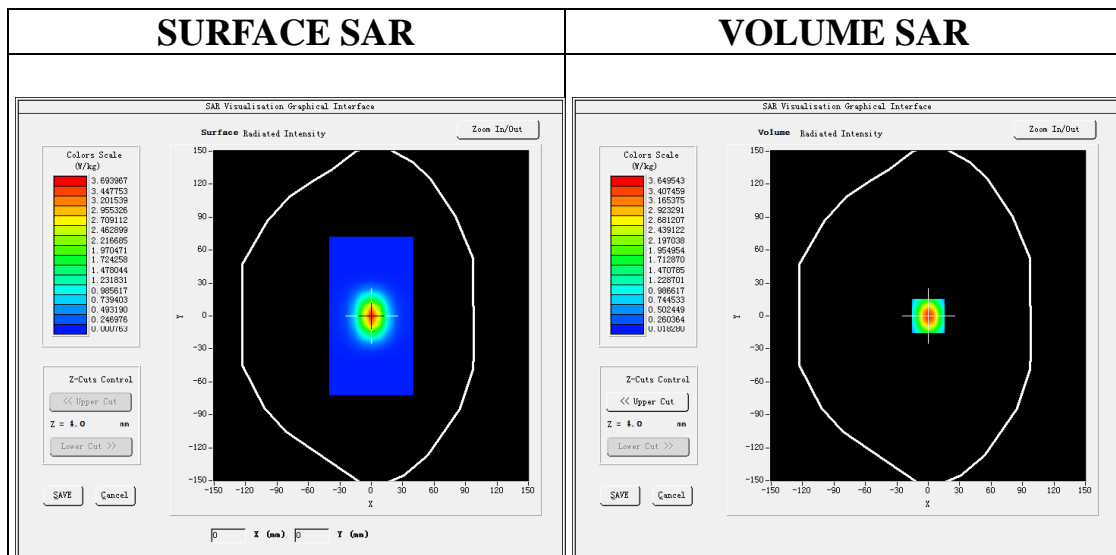 SURFACE SAR
SAR Visualisation Graphical Interface
Surface Radiated Intensity
Zoom In/Out
Colors Scale
(W/kg)
3.693967
3.447753
3.201539
2.955326
2.709112
2.462899
2.216685
1.970471
1.724258
1.478044
1.231831
0.985617
0.739403
0.493190
0.246976
0.000763
150
120
90
60
30
0
-30
-60
-90
-120
-150
Y
-150 -120 -90 -60 -30 0 30 60 90 120 150
X
Z-Cuts Control
<< Upper Cut
Z = 4.0 mm
Lower Cut >>
SAVE Cancel
0 X (mm) 0 Y (mm)
VOLUME SAR
SAR Visualisation Graphical Interface
Volume Radiated Intensity
Zoom In/Out
Colors Scale
(W/kg)
3.649543
3.407459
3.165375
2.923291
2.681207
2.439122
2.197038
1.954954
1.712870
1.470785
1.228701
0.986617
0.744533
0.502449
0.260364
0.018280
150
120
90
60
30
0
-30
-60
-90
-120
-150
Y
-150 -120 -90 -60 -30 0 30 60 90 120 150
X
Z-Cuts Control
<< Upper Cut
Z = 4.0 mm
Lower Cut >>
SAVE Cancel